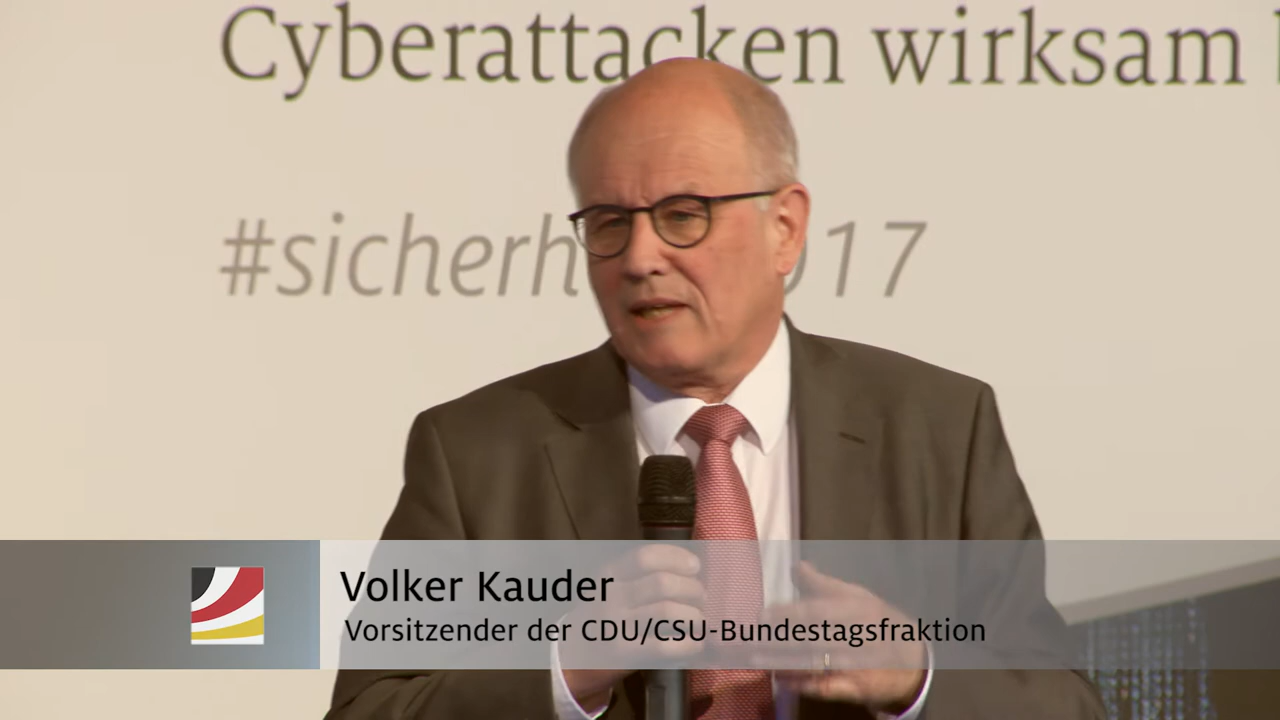 Cyberattacken wirksam
#sicherh 017
Volker Kauder
Vorsitzender der CDU/CSU-Bundestagsfraktion